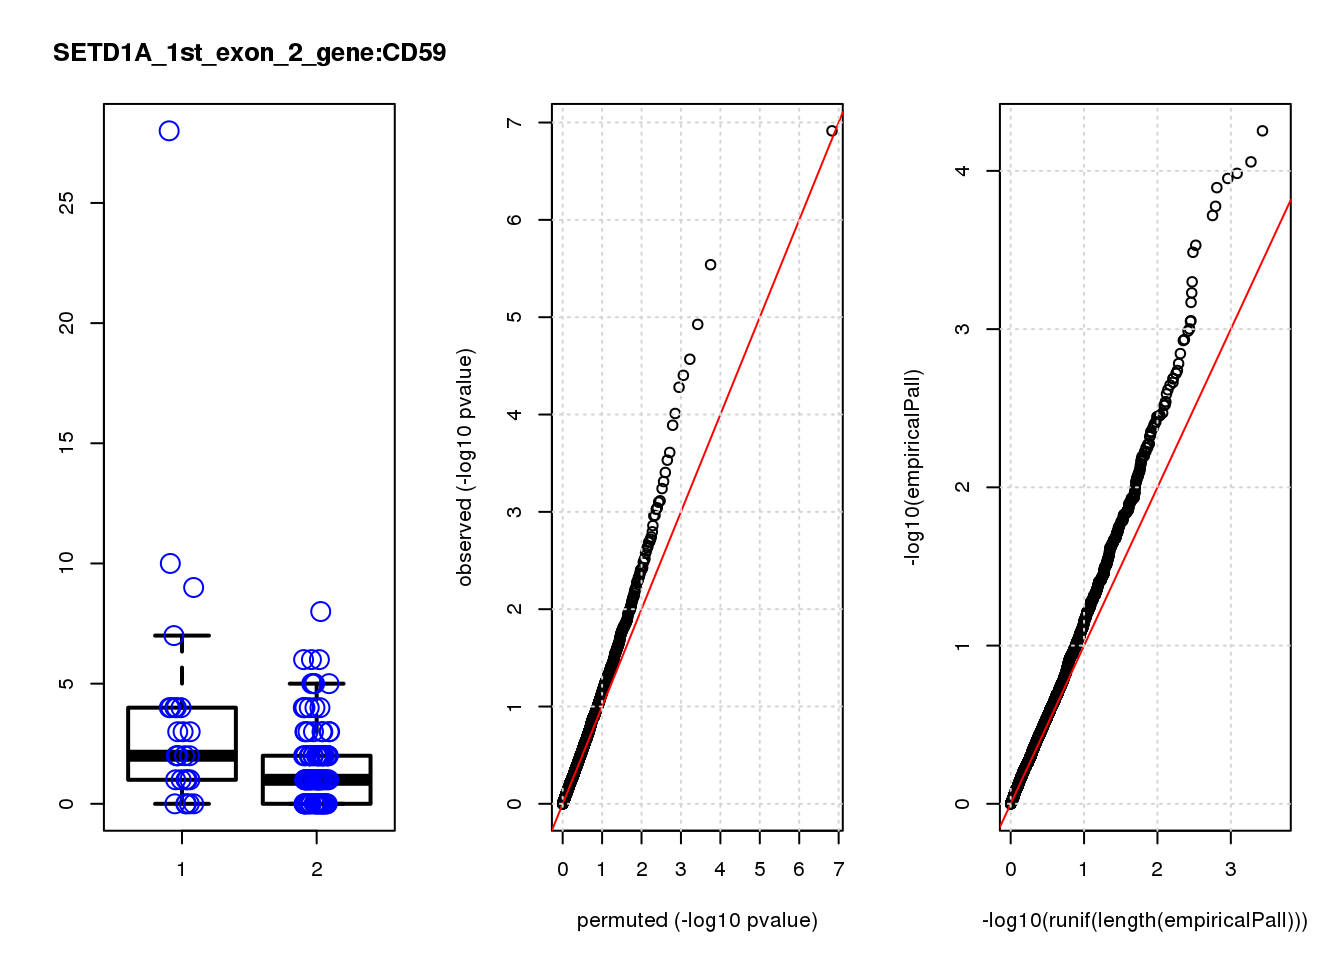 SETD1A_1st_exon_2_gene:CD59
25
20
15
10
5
0
1 2
observed (-log10 pvalue)
7
6
5
4
3
2
1
0
0 1 2 3 4 5 6 7
permuted (-log10 pvalue)
-log10(empiricalPall)
4
3
2
1
0
0 1 2 3
-log10(runif(length(empiricalPall)))